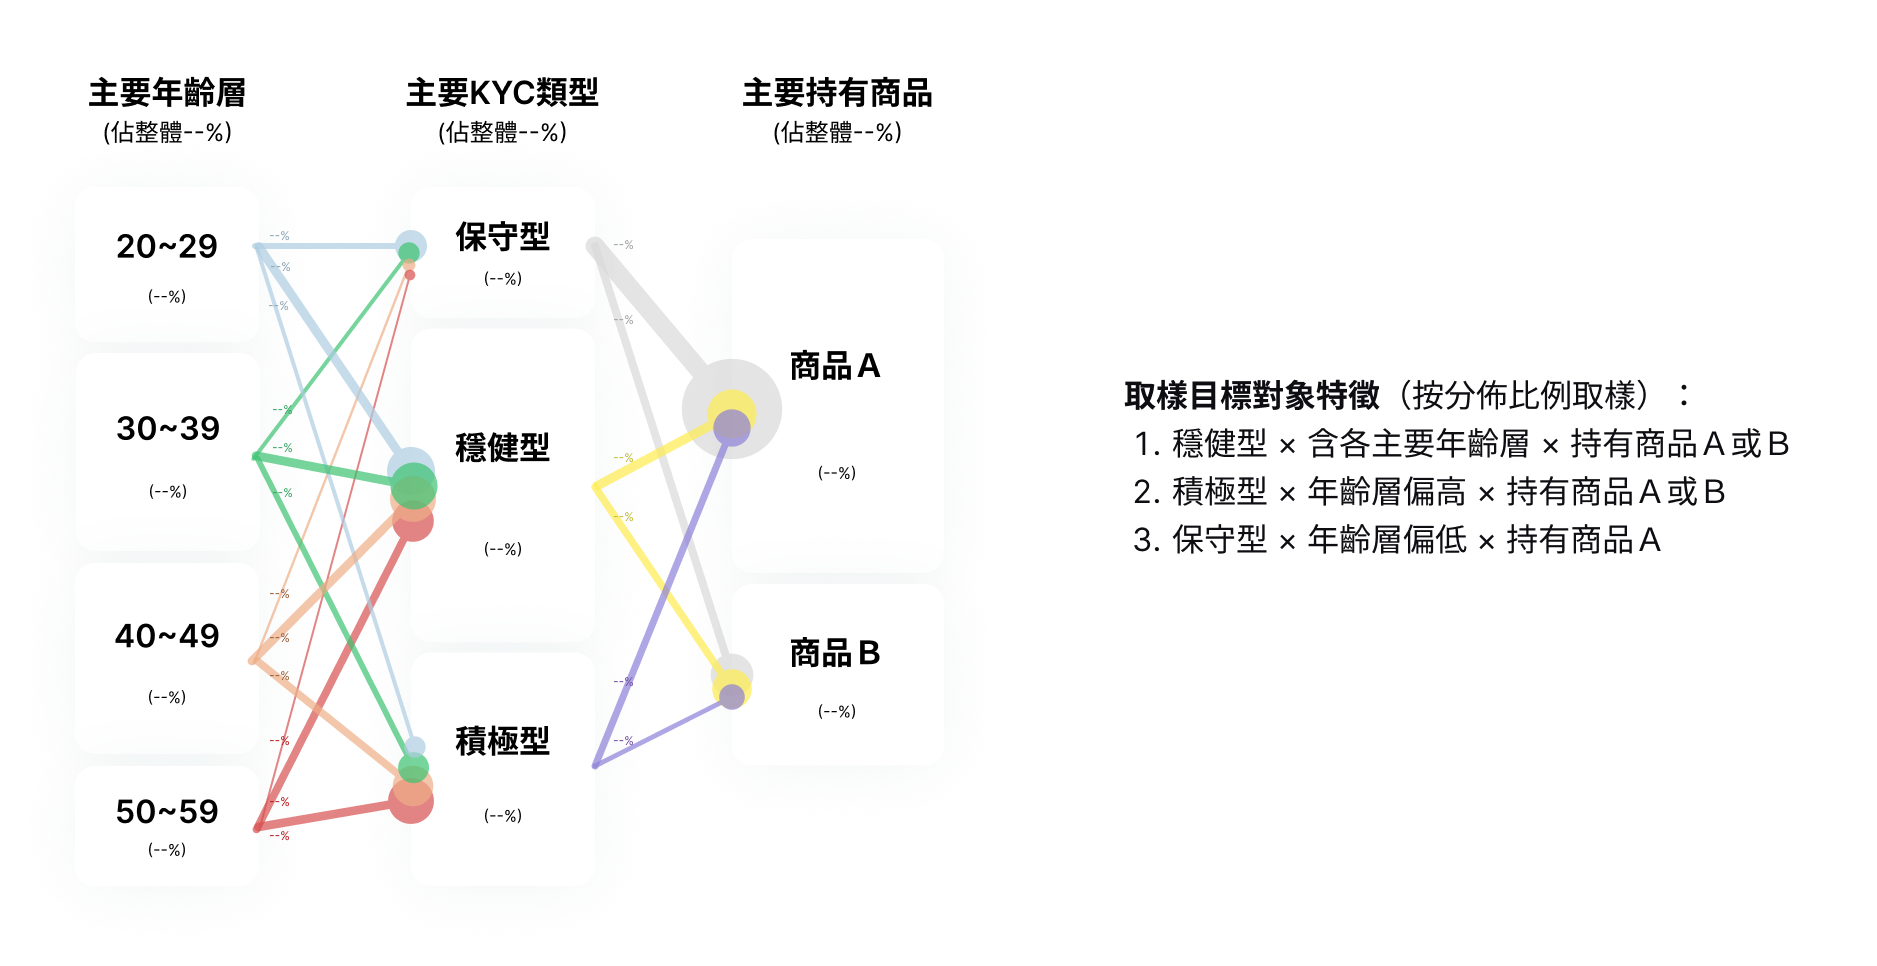 主要年齡層
(佔整體--%)
主要KYC類型
(佔整體--%)
主要持有商品
(佔整體--%)
20~29
(--%)
--%
--%
--%
30~39
(--%)
--%
--%
--%
40~49
(--%)
--%
--%
--%
50~59
(--%)
--%
--%
--%
保守型
(--%)
--%
--%
穩健型
(--%)
--%
--%
積極型
(--%)
--%
--%
商品A
(--%)
商品B
(--%)
取樣目標對象特徵（按分佈比例取樣）：
1. 穩健型 × 含各主要年齡層 × 持有商品A或B
2. 積極型 × 年齡層偏高 × 持有商品A或B
3. 保守型 × 年齡層偏低 × 持有商品A